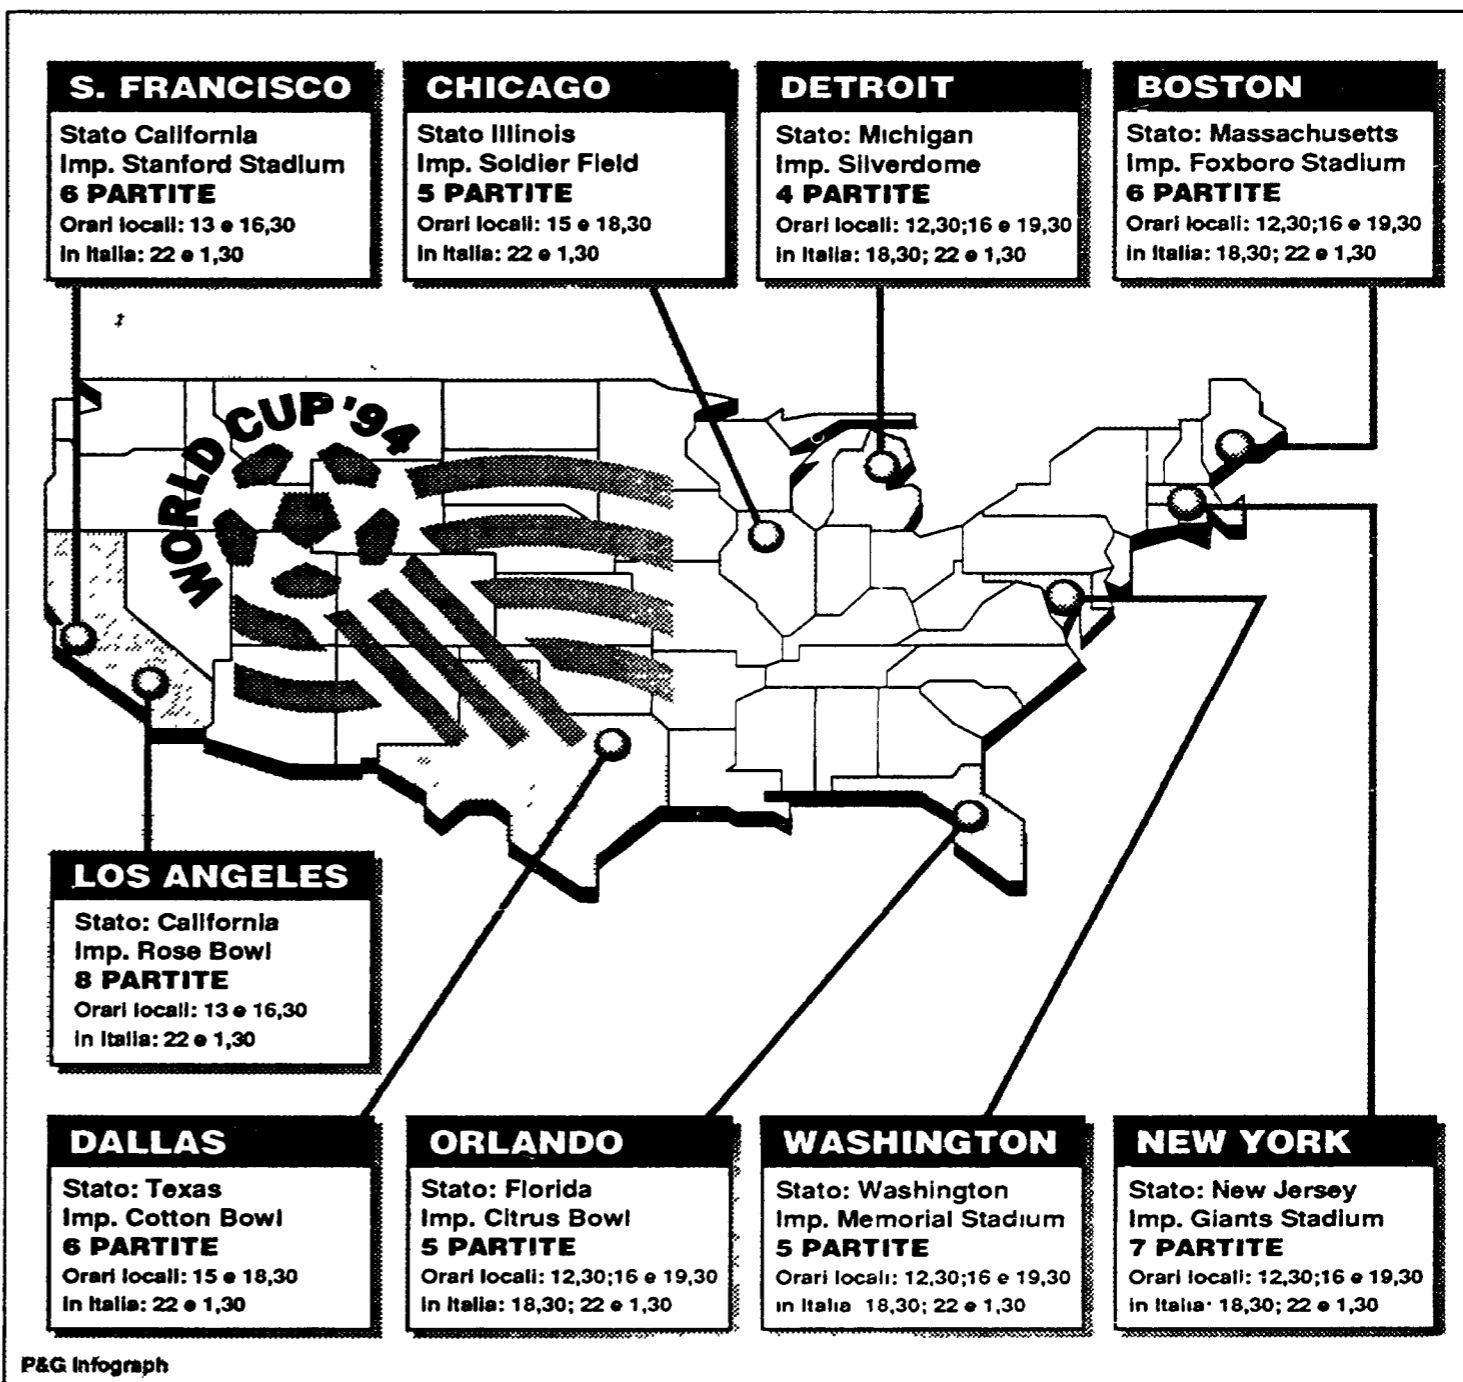 S. FRANCISCO
Stato California
Imp. Stanford Stadium
6 PARTITE
Orari locali: 13 e 16,30
in Italia: 22 e 1,30
CHICAGO
Stato Illinois
Imp. Soldier Field
5 PARTITE
Orari locali: 15 e 18,30
in Italia: 22 e 1,30
DETROIT
Stato: Michigan
Imp. Silverdome
4 PARTITE
Orari locali: 12,30;16 e 19,30
in Italia: 18,30; 22 e 1,30
BOSTON
Stato: Massachusetts
Imp. Foxboro Stadium
6 PARTITE
Orari locali: 12,30;16 e 19,30
in Italia: 18,30; 22 e 1,30
WORLD CUP '94
LOS ANGELES
Stato: California
Imp. Rose Bowl
8 PARTITE
Orari locali: 13 e 16,30
in Italia: 22 e 1,30
DALLAS
Stato: Texas
Imp. Cotton Bowl
6 PARTITE
Orari locali: 15 e 18,30
in Italia: 22 e 1,30
ORLANDO
Stato: Florida
Imp. Citrus Bowl
5 PARTITE
Orari locali: 12,30;16 e 19,30
in Italia: 18,30; 22 e 1,30
WASHINGTON
Stato: Washington
Imp. Memorial Stadium
5 PARTITE
Orari locali: 12,30;16 e 19,30
in Italia 18,30; 22 e 1,30
NEW YORK
Stato: New Jersey
Imp. Giants Stadium
7 PARTITE
Orari locali: 12,30;16 e 19,30
in Italia: 18,30; 22 e 1,30
P&G Infograph